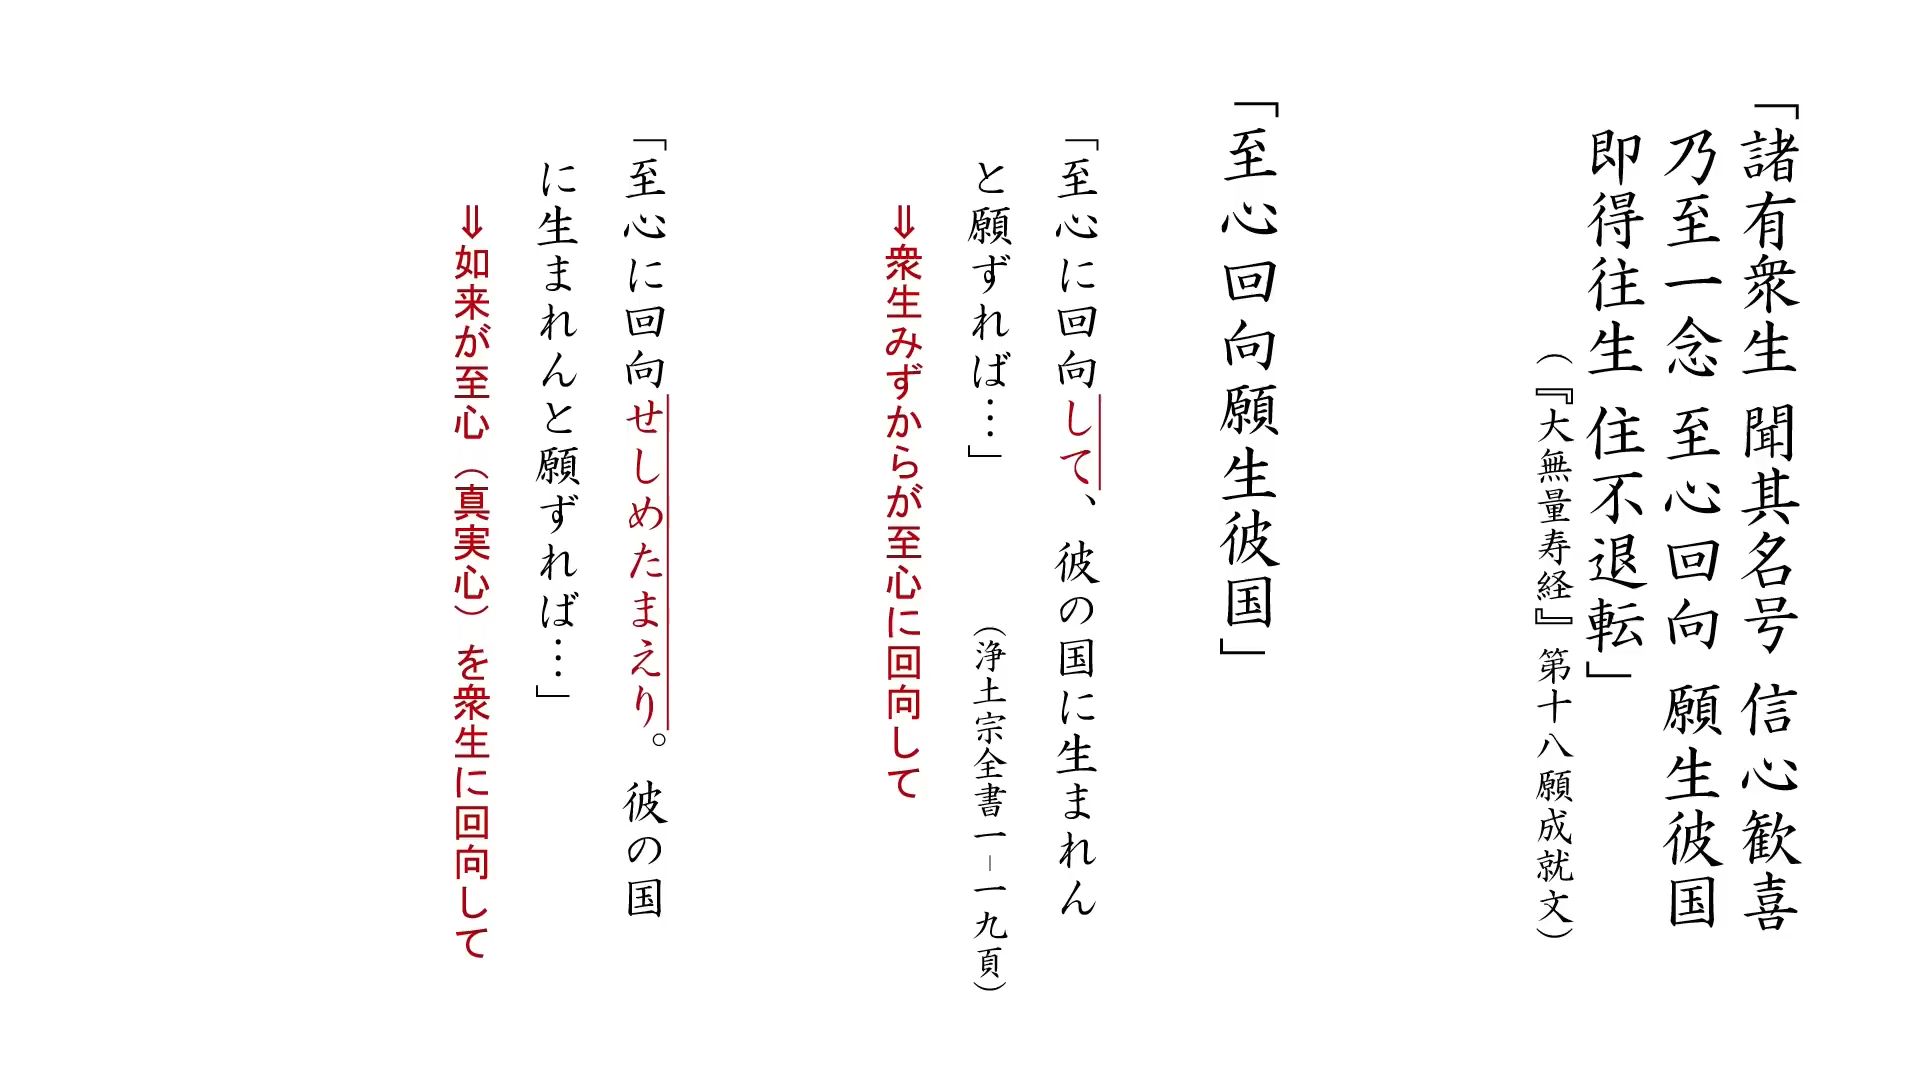 「諸有衆生 聞其名号 信心歓喜
乃至一念 至心回向 願生彼国
即得往生 住不退転」
(『大無量寿経』第十八願成就文)
「至心回向願生彼国」
「至心に回向して、彼の国に生まれん
と願ずれば…」
(浄土宗全書一−一九頁)
⇓衆生みずからが至心に回向して
「至心に回向せしめたまえり。彼の国
に生まれんと願ずれば…」
⇓如来が至心(真実心)を衆生に回向して